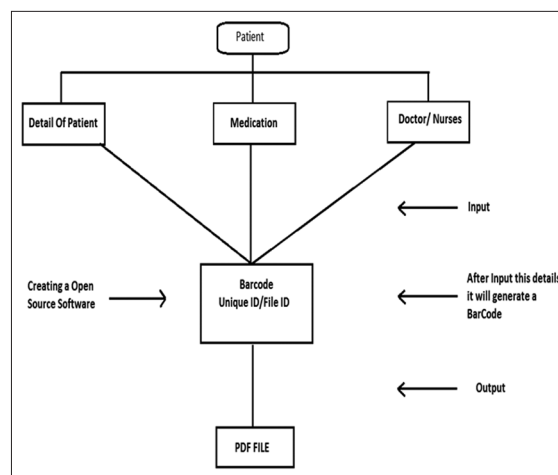 Patient
Detail Of Patient
Medication
Doctor/ Nurses
Input
Creating a Open
Source Software
Barcode
Unique ID/File ID
After Input this details
it will generate a
BarCode
Output
PDF FILE